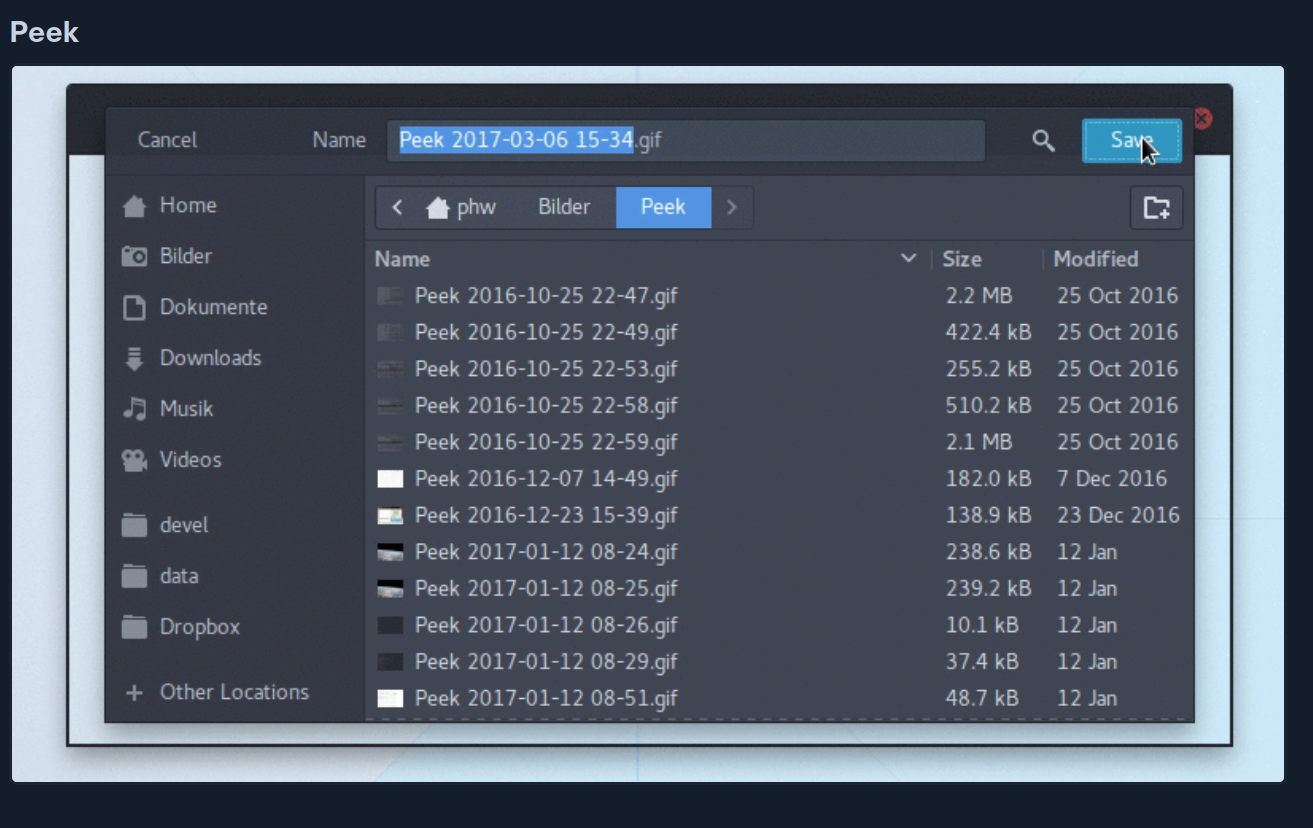 Peek
Cancel Name Peek 2017-03-06 15-34.gif Save
Home
Bilder
Dokumente
Downloads
Musik
Videos
devel
data
Dropbox
Other Locations
phw Bilder Peek
Name Size Modified
Peek 2016-10-25 22-47.gif 2.2 MB 25 Oct 2016
Peek 2016-10-25 22-49.gif 422.4 kB 25 Oct 2016
Peek 2016-10-25 22-53.gif 255.2 kB 25 Oct 2016
Peek 2016-10-25 22-58.gif 510.2 kB 25 Oct 2016
Peek 2016-10-25 22-59.gif 2.1 MB 25 Oct 2016
Peek 2016-12-07 14-49.gif 182.0 kB 7 Dec 2016
Peek 2016-12-23 15-39.gif 138.9 kB 23 Dec 2016
Peek 2017-01-12 08-24.gif 238.6 kB 12 Jan
Peek 2017-01-12 08-25.gif 239.2 kB 12 Jan
Peek 2017-01-12 08-26.gif 10.1 kB 12 Jan
Peek 2017-01-12 08-29.gif 37.4 kB 12 Jan
Peek 2017-01-12 08-51.gif 48.7 kB 12 Jan